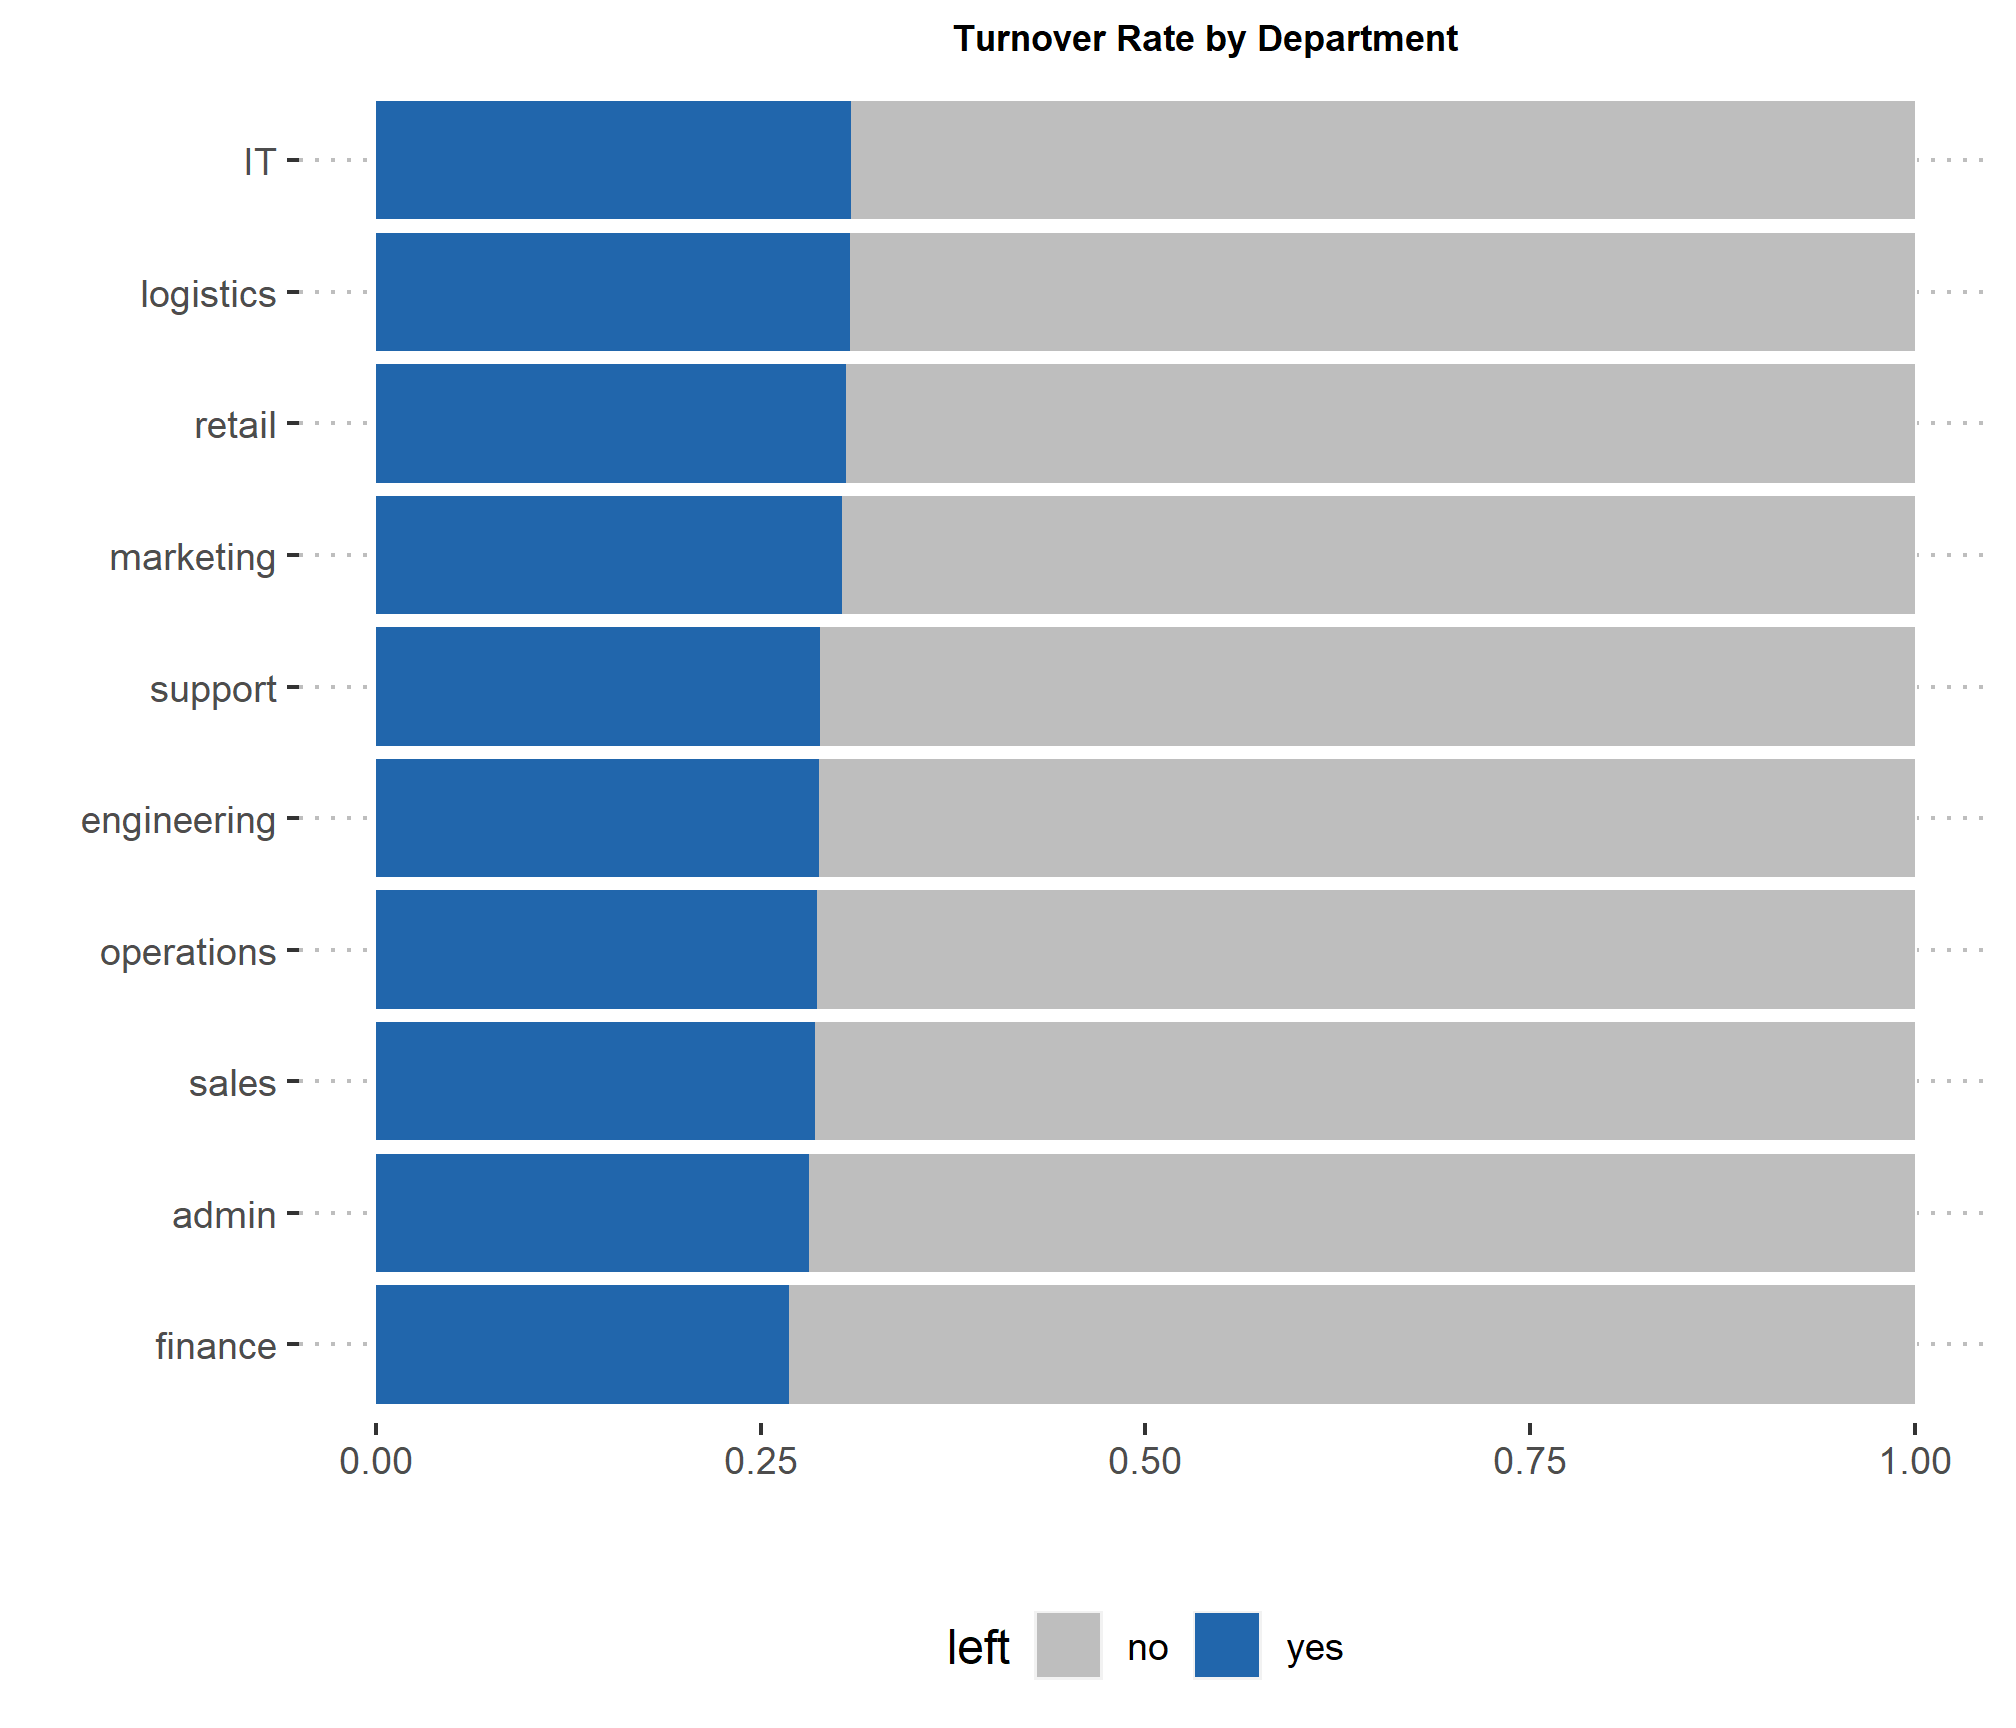 Turnover Rate by Department
IT
logistics
retail
marketing
support
engineering
operations
sales
admin
finance
0.00 0.25 0.50 0.75 1.00
left no yes